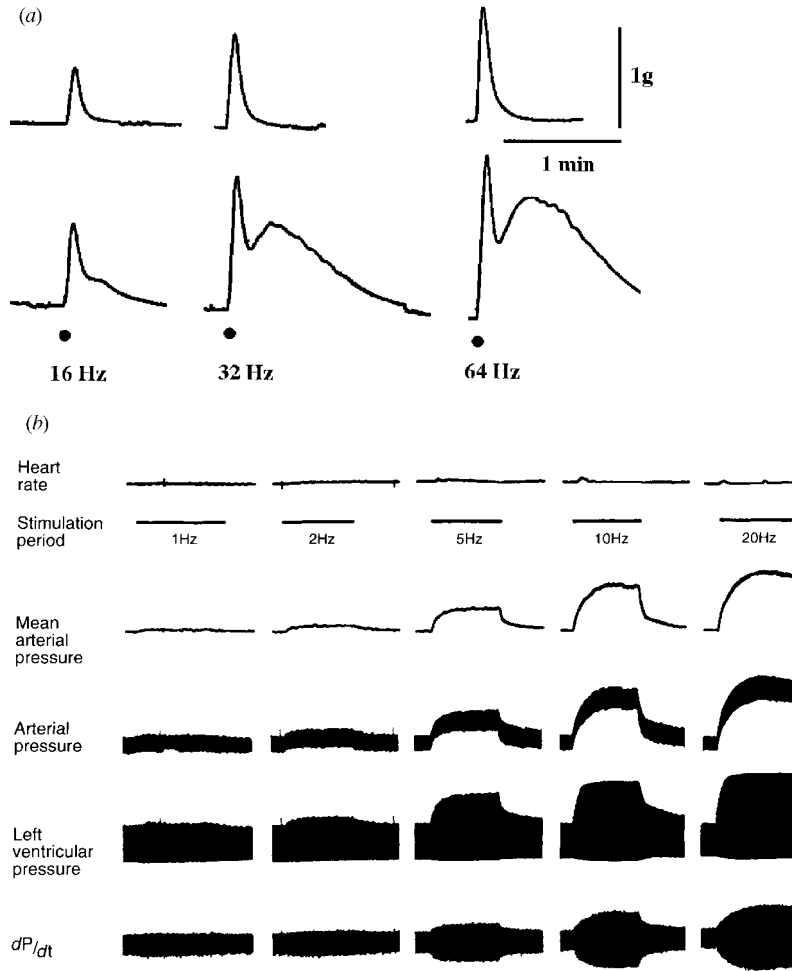 (a)
1g
1 min
16 Hz
32 Hz
64 Hz
(b)
Heart
rate
Stimulation
period
1Hz
2Hz
5Hz
10Hz
20Hz
Mean
arterial
pressure
Arterial
pressure
Left
ventricular
pressure
dP/dt